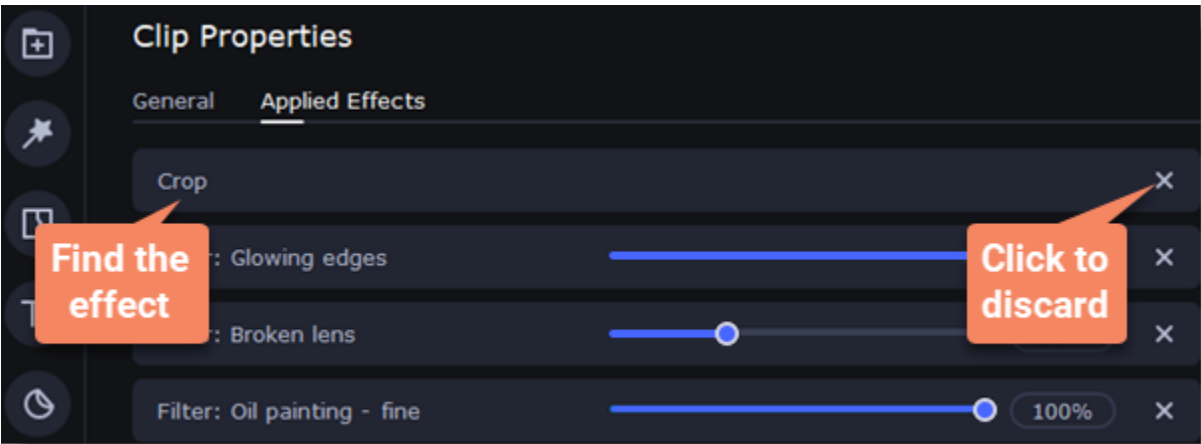 Clip Properties
General Applied Effects
Crop
Find the
effect
Click to
discard
r: Glowing edges
r: Broken lens
Filter: Oil painting - fine 100%